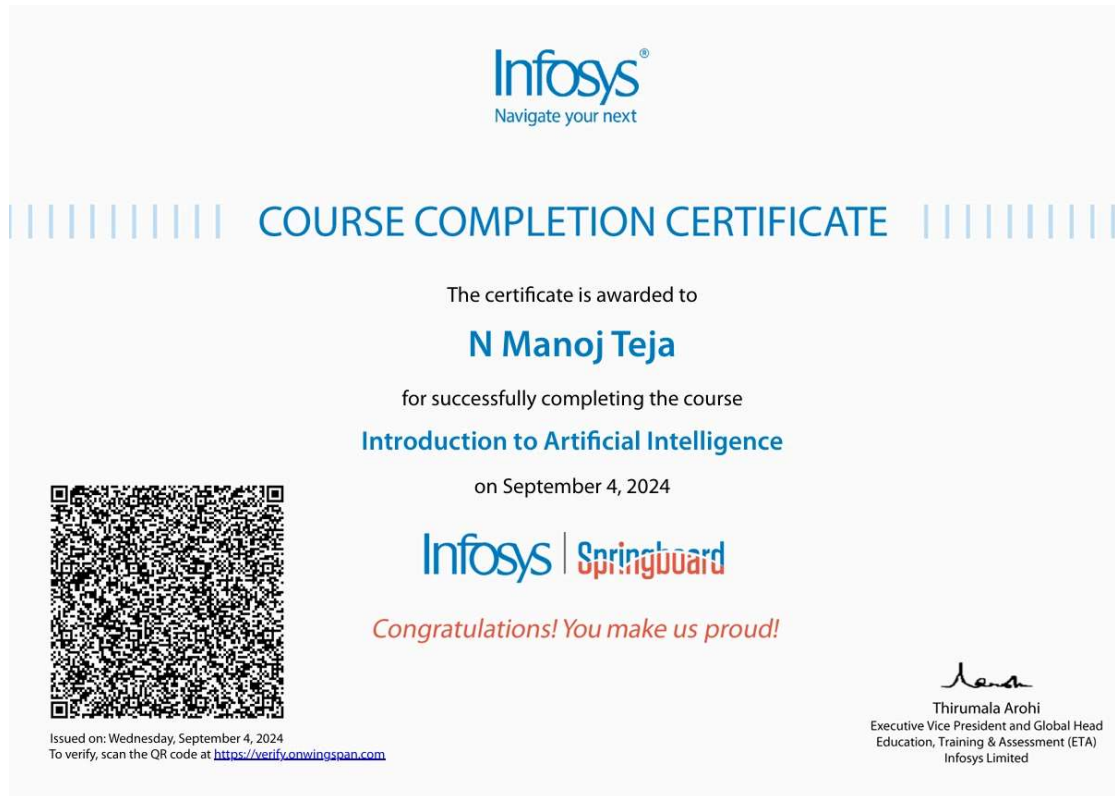 Infosys®
Navigate your next
COURSE COMPLETION CERTIFICATE
The certificate is awarded to
N Manoj Teja
for successfully completing the course
Introduction to Artificial Intelligence
on September 4, 2024
Infosys | Springboard
Congratulations! You make us proud!
Thirumala Arohi
Executive Vice President and Global Head
Education, Training & Assessment (ETA)
Infosys Limited
Issued on: Wednesday, September 4, 2024
To verify, scan the QR code at https://verify.onwingspan.com